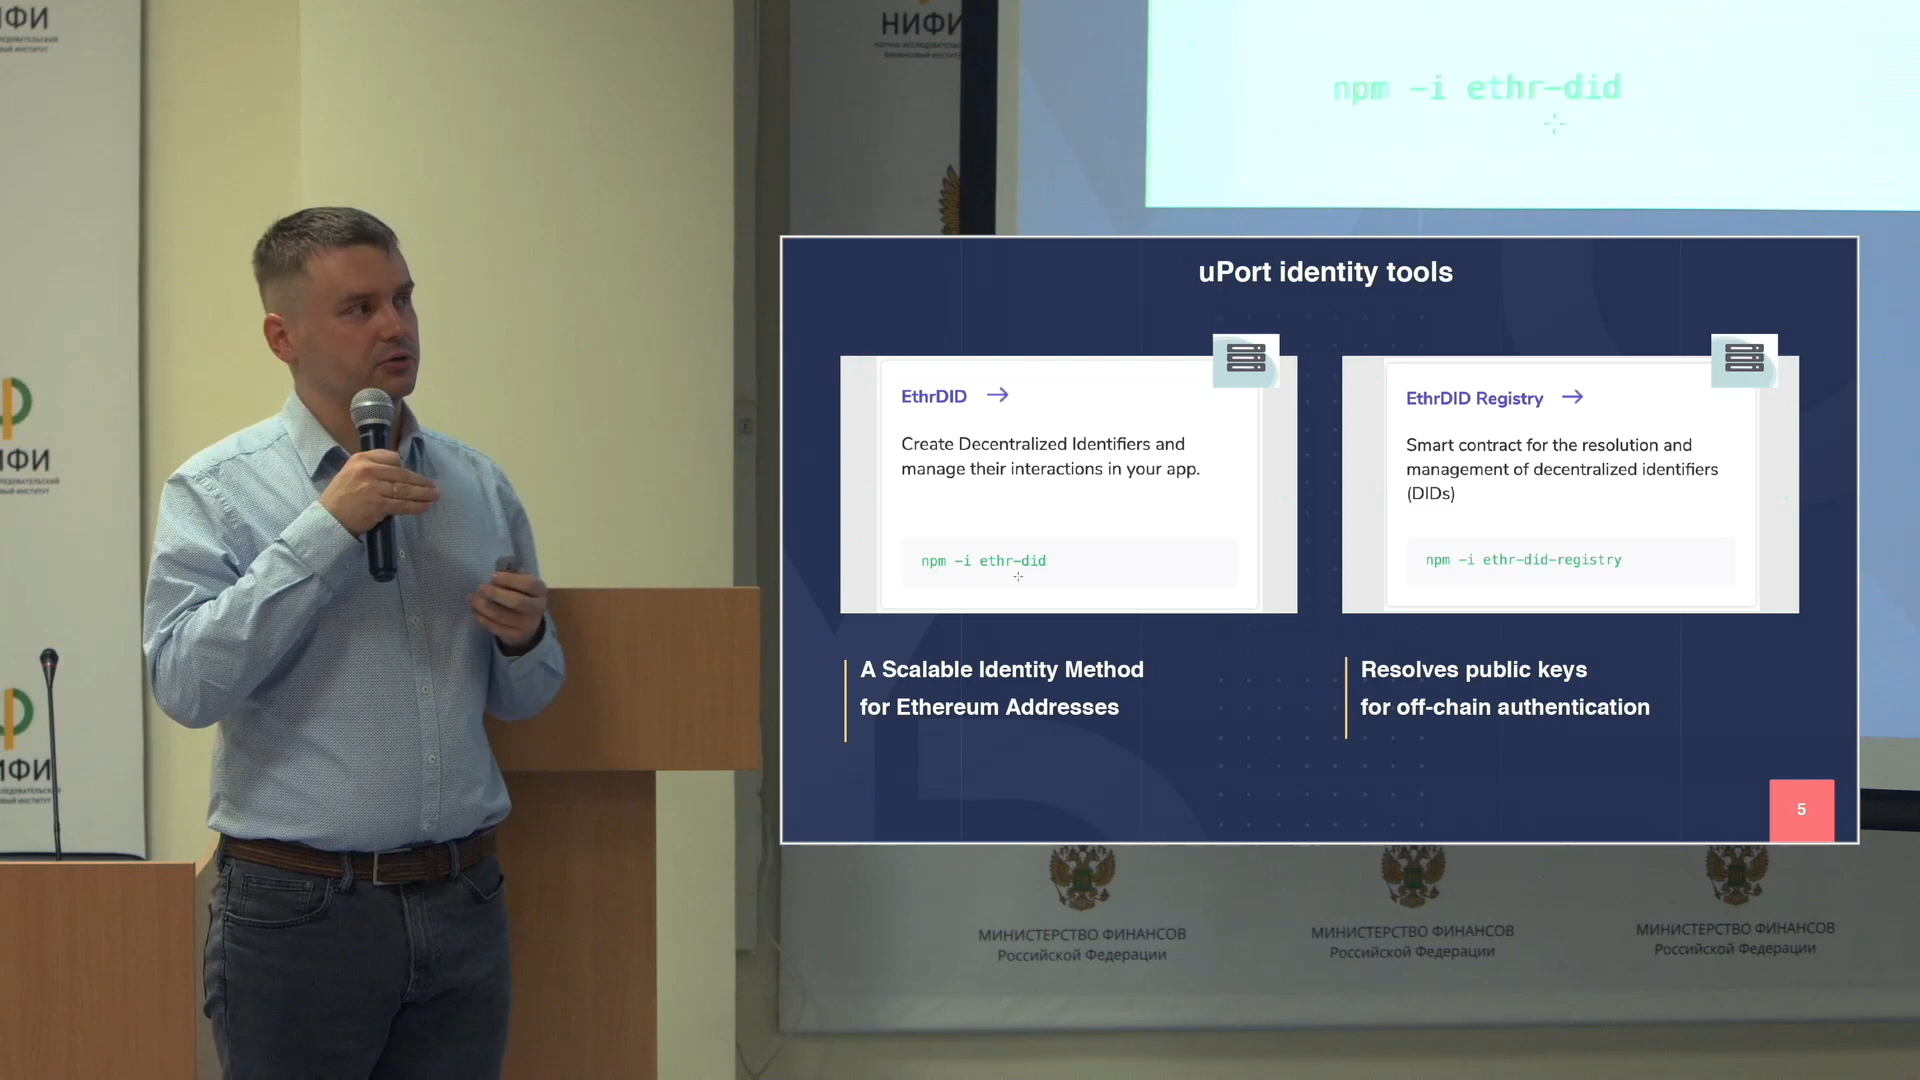 НИФИ
npm -i ethr-did
uPort identity tools
EthrDID
Create Decentralized Identifiers and
manage their interactions in your app.
npm -i ethr-did
EthrDID Registry
Smart contract for the resolution and
management of decentralized identifiers
(DIDs)
npm -i ethr-did-registry
A Scalable Identity Method
for Ethereum Addresses
Resolves public keys
for off-chain authentication
5
МИНИСТЕРСТВО ФИНАНСОВ
Российской Федерации
МИНИСТЕРСТВО ФИНАНСОВ
Российской Федерации
МИНИСТЕРСТВО ФИНАНСОВ
Российской Федерации